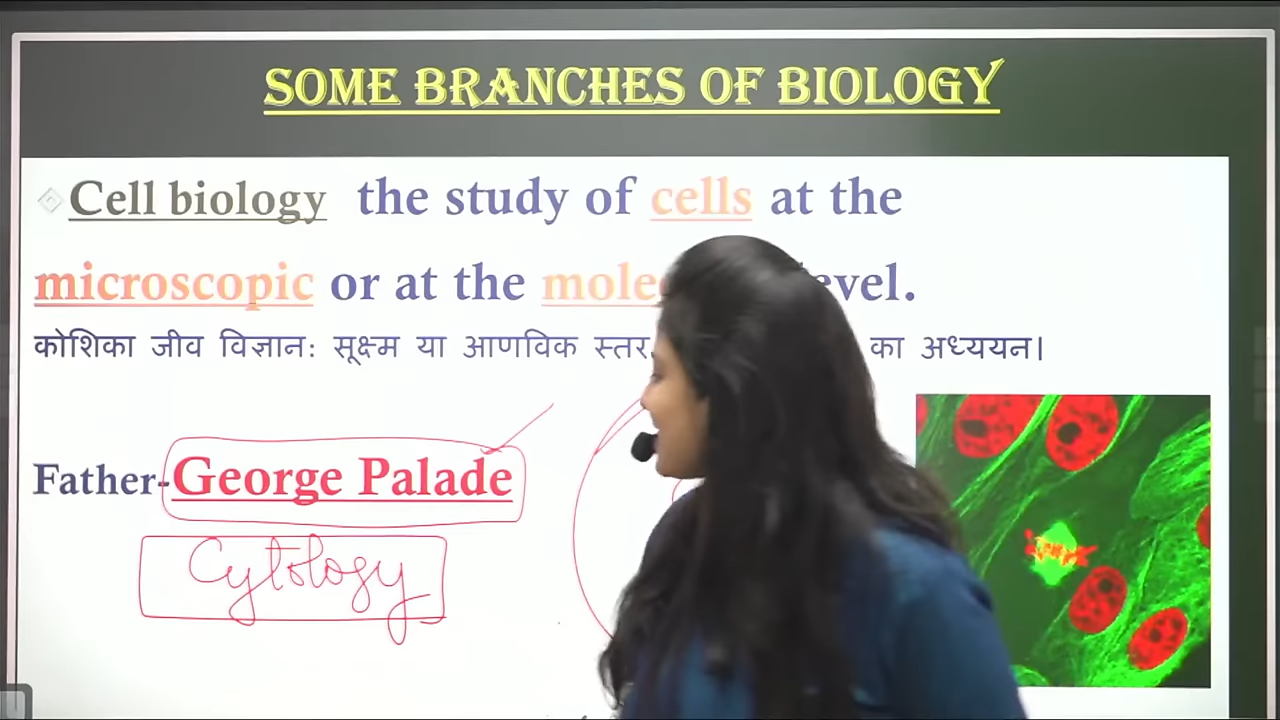 SOME BRANCHES OF BIOLOGY
Cell biology the study of cells at the
microscopic or at the level.
कोशिका जीव विज्ञान: सूक्ष्म या आणविक स्तर का अध्ययन।
Father-George Palade
Cytology